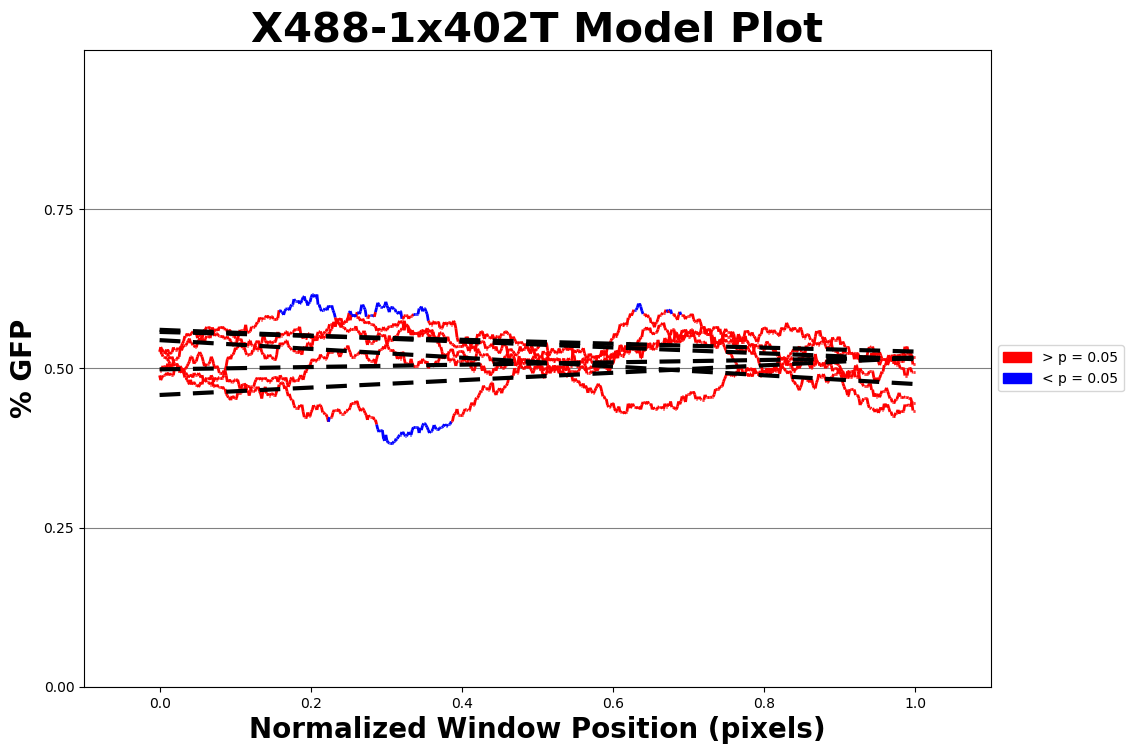 X488-1x402T Model Plot
% GFP
0.75
0.50
0.25
0.00
0.0 0.2 0.4 0.6 0.8 1.0
Normalized Window Position (pixels)
> p = 0.05
< p = 0.05